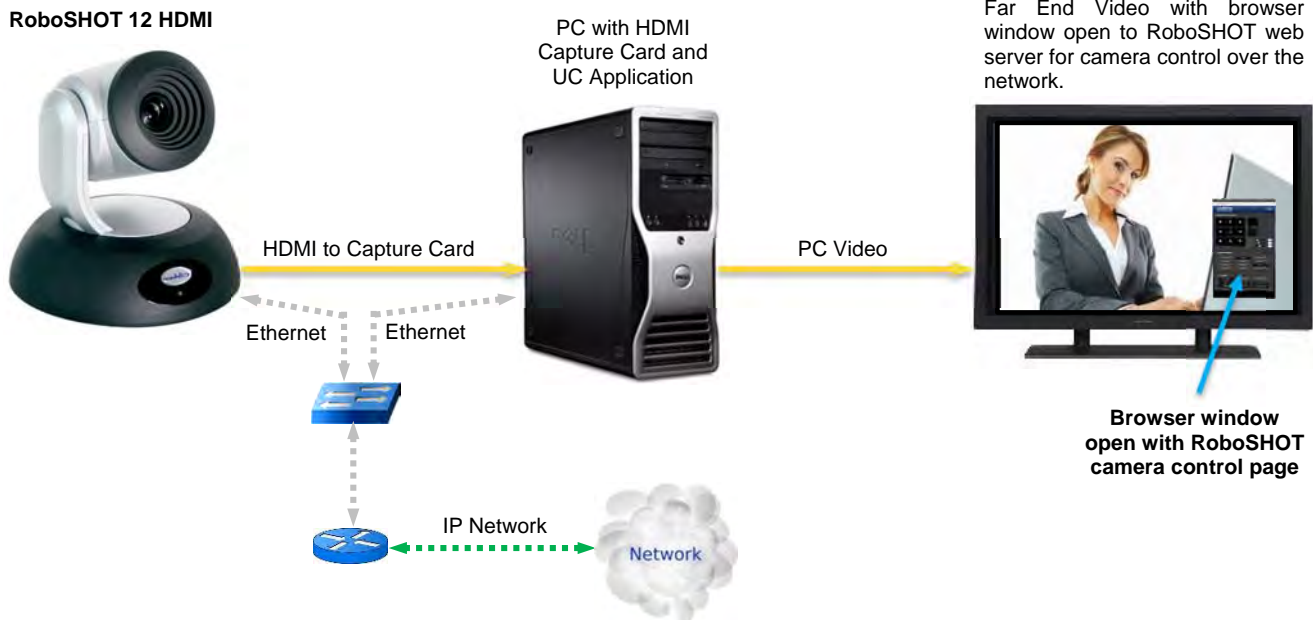 RoboSHOT 12 HDMI
PC with HDMI
Capture Card and
UC Application
Far End Video with browser
window open to RoboSHOT web
server for camera control over the
network.
HDMI to Capture Card
PC Video
Ethernet
Ethernet
Browser window
open with RoboSHOT
camera control page
IP Network
Network